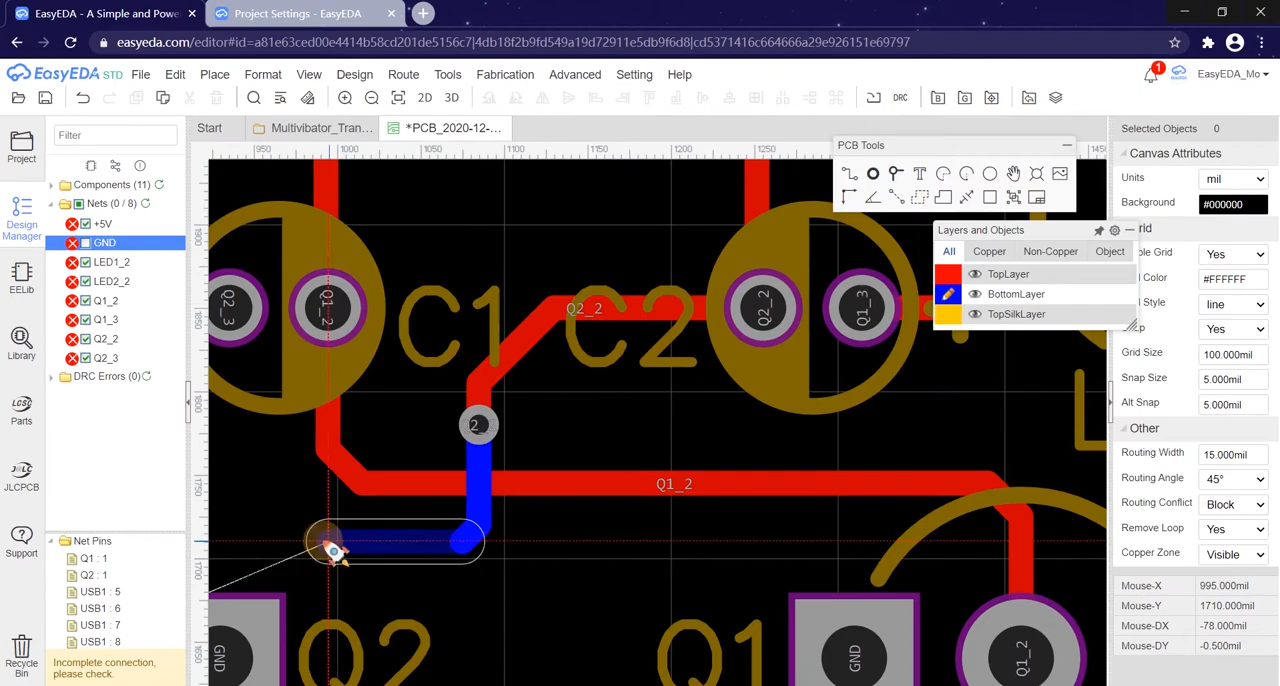 EasyEDA - A Simple and Powe
Project Settings - EasyEDA
easyeda.com/editor#id=a81e63ced00e4414b58cd201de5156c7|4db18f2b9fd549a19d72911e5db9f6d8|cd5371416c664666a29e926151e69797
EasyEDA STD File Edit Place Format View Design Route Tools Fabrication Advanced Setting Help
1 EasyEDA_Mo
2D 3D DRC B G
Filter
Start Multivibator_Tran... *PCB_2020-12-...
Selected Objects 0
950 1000 1050 1100 1150 1200 1250
PCB Tools
Canvas Attributes
Project
Components (11)
Nets (0 / 8)
Units mil
Background #000000
+5V
GND
LED1_2
LED2_2
Q1_2
Q1_3
Q2_2
Q2_3
DRC Errors (0)
Design Manager
EELib
Library
LCSC
Parts
JLCPCB
Support
Recycle Bin
Layers and Objects
All Copper Non-Copper Object
TopLayer
BottomLayer
TopSilkLayer
Yes
#FFFFFF
line
Yes
Grid Size 100.000mil
Snap Size 5.000mil
Alt Snap 5.000mil
Other
Routing Width 15.000mil
Routing Angle 45°
Routing Conflict Block
Remove Loop Yes
Copper Zone Visible
Mouse-X 995.000mil
Mouse-Y 1710.000mil
Mouse-DX -78.000mil
Mouse-DY -0.500mil
Q2_3 Q1_2 C1 Q2_2 C2 Q2_2 Q1_3
Q1_2
GND Q2 Q1 GND Q1_2
Net Pins
Q1 : 1
Q2 : 1
USB1 : 5
USB1 : 6
USB1 : 7
USB1 : 8
Incomplete connection, please check.